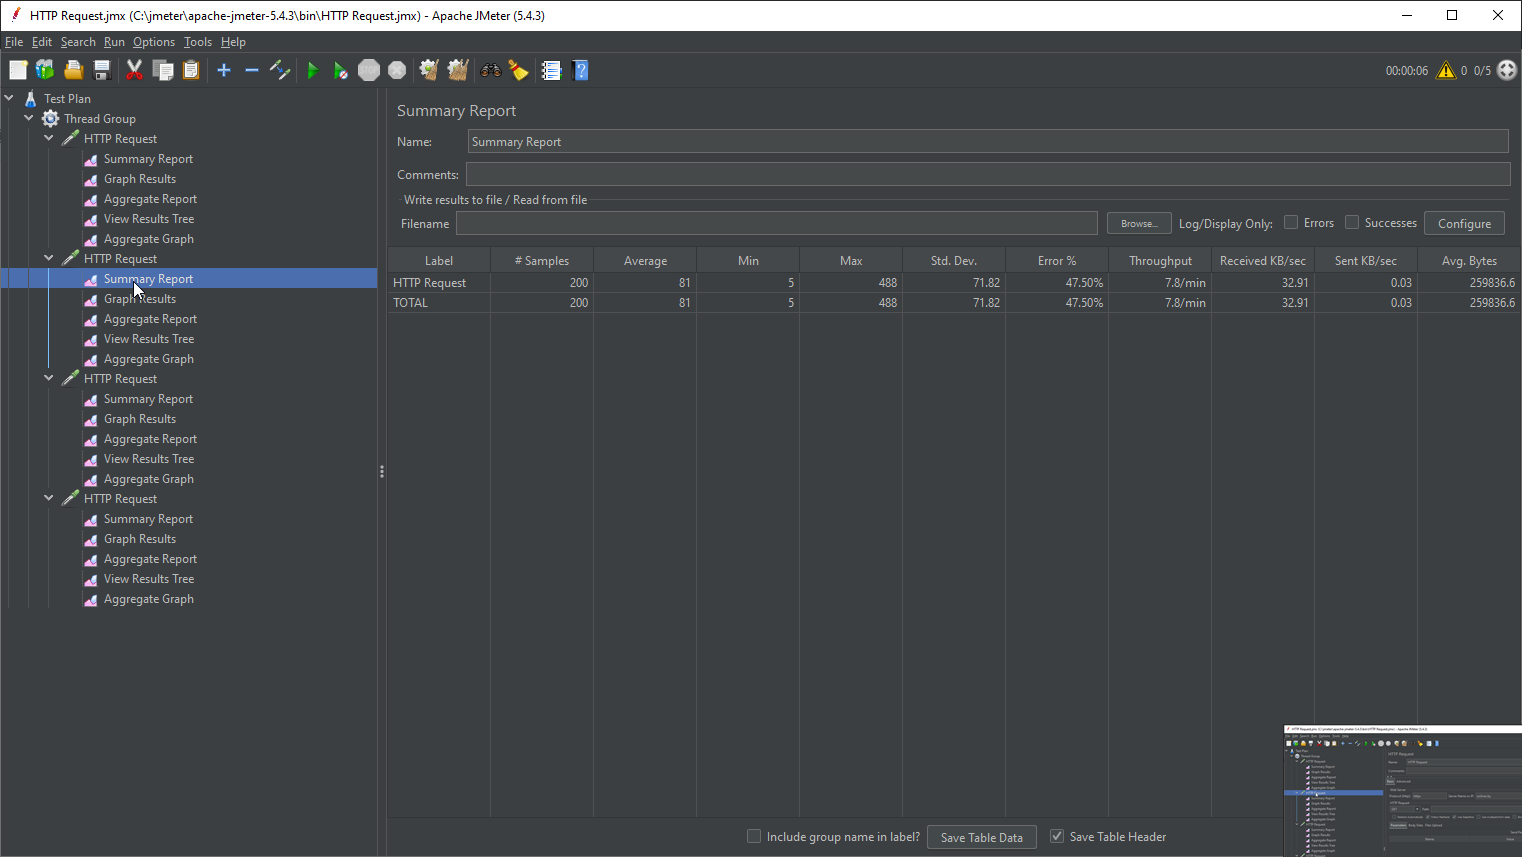 HTTP Request.jmx (C:\jmeter\apache-jmeter-5.4.3\bin\HTTP Request.jmx) - Apache JMeter (5.4.3)
File Edit Search Run Options Tools Help
STOP
00:00:06 0 0/5
Test Plan
Thread Group
HTTP Request
Summary Report
Graph Results
Aggregate Report
View Results Tree
Aggregate Graph
HTTP Request
Summary Report
Graph Results
Aggregate Report
View Results Tree
Aggregate Graph
HTTP Request
Summary Report
Graph Results
Aggregate Report
View Results Tree
Aggregate Graph
HTTP Request
Summary Report
Graph Results
Aggregate Report
View Results Tree
Aggregate Graph
Summary Report
Name: Summary Report
Comments:
Write results to file / Read from file
Filename Browse... Log/Display Only: Errors Successes Configure
Label # Samples Average Min Max Std. Dev. Error % Throughput Received KB/sec Sent KB/sec Avg. Bytes
HTTP Request 200 81 5 488 71.82 47.50% 7.8/min 32.91 0.03 259836.6
TOTAL 200 81 5 488 71.82 47.50% 7.8/min 32.91 0.03 259836.6
Include group name in label? Save Table Data Save Table Header